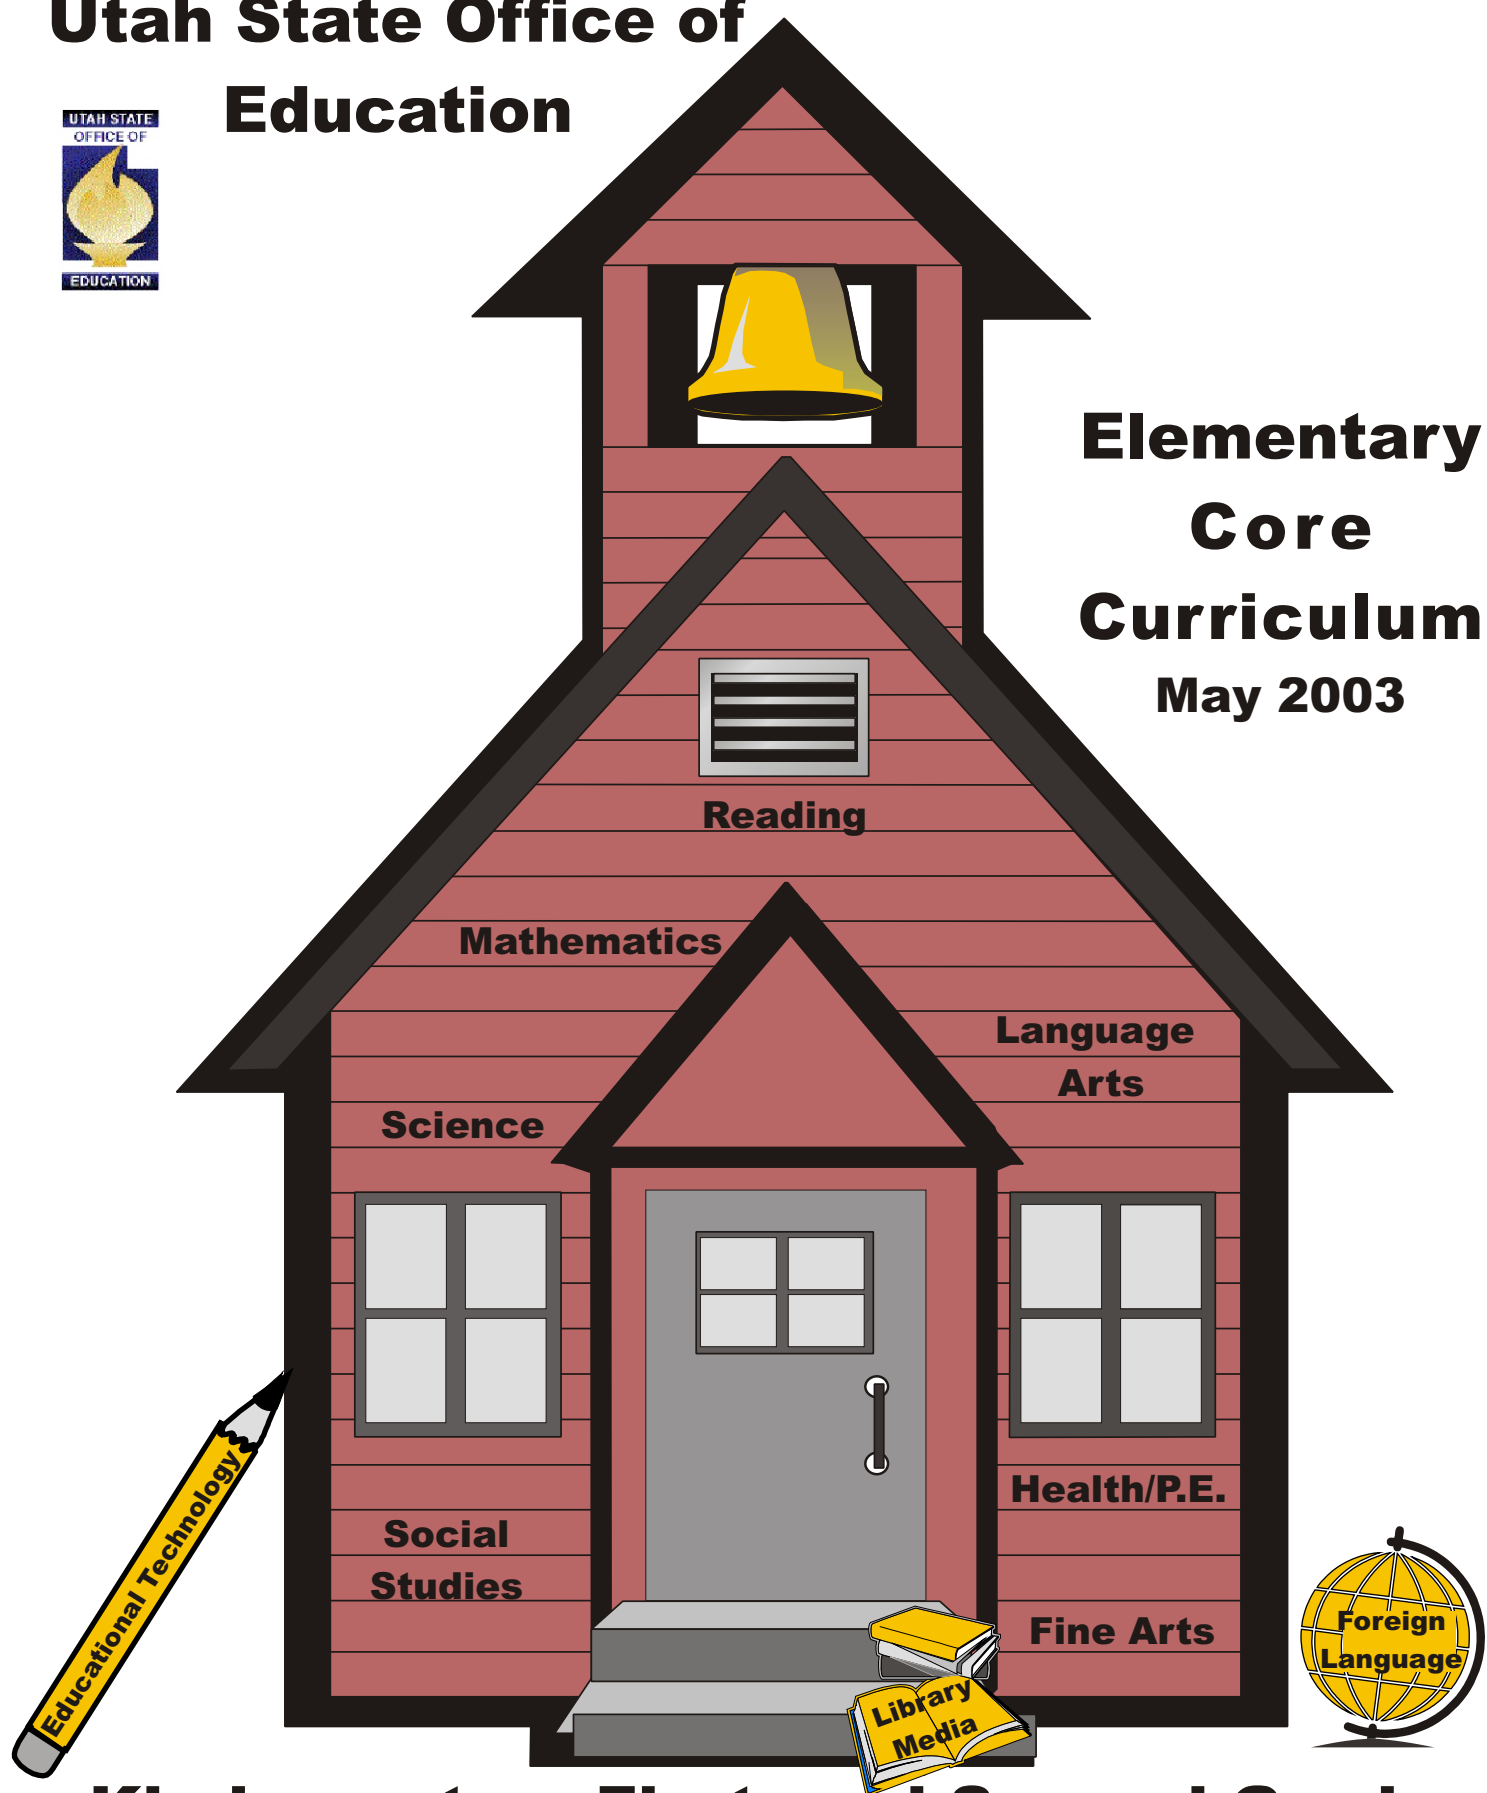 Utah State Office of
Education
UTAH STATE
OFFICE OF
EDUCATION
Elementary
Core
Curriculum
May 2003
Reading
Mathematics
Language
Arts
Science
Health/P.E.
Social
Studies
Fine Arts
Educational Technology
Library
Media
Foreign
Language